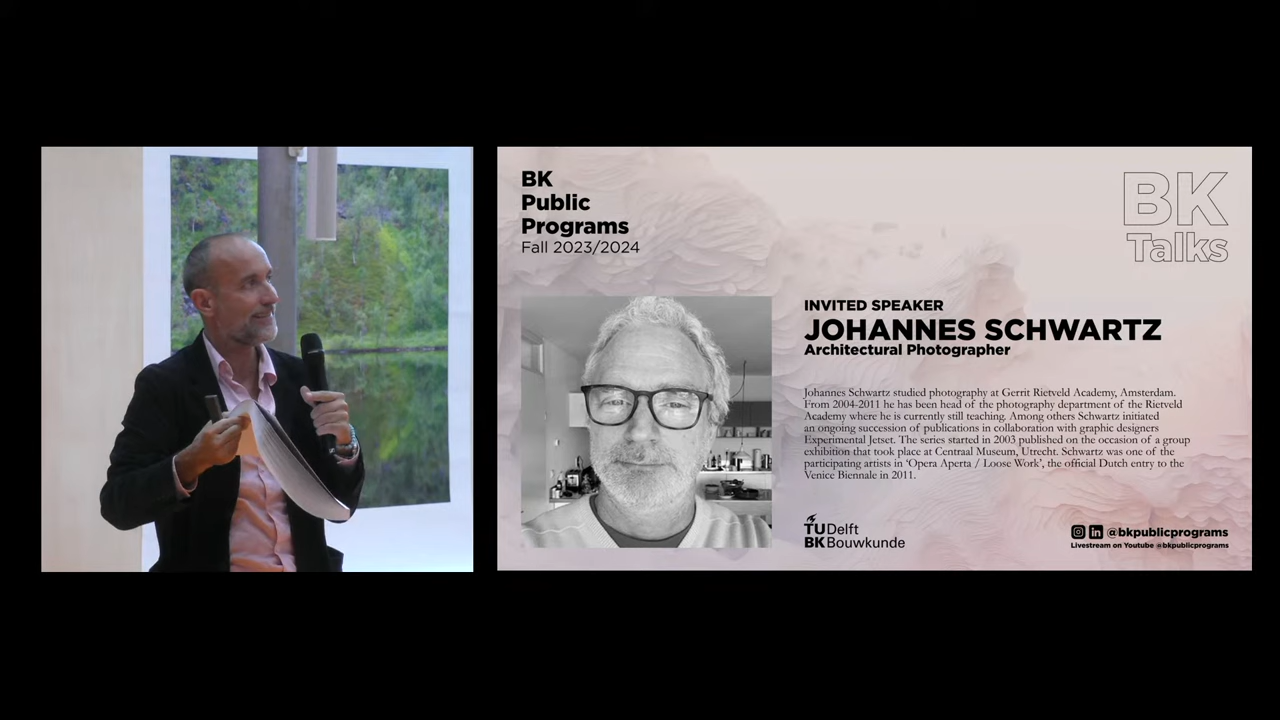 BK
Public
Programs
Fall 2023/2024
BK
Talks
INVITED SPEAKER
JOHANNES SCHWARTZ
Architectural Photographer
Johannes Schwartz studied photography at Gerrit Rietveld Academy, Amsterdam.
From 2004-2011 he has been head of the photography department of the Rietveld
Academy where he is currently still teaching. Among others Schwartz initiated
an ongoing succession of publications in collaboration with graphic designers
Experimental Jetset. The series started in 2003 published on the occasion of a group
exhibition that took place at Centraal Museum, Utrecht. Schwartz was one of the
participating artists in ‘Opera Aperta / Loose Work’, the official Dutch entry to the
Venice Biennale in 2011.
TU Delft
BK Bouwkunde
@bkpublicprograms
Livestream on Youtube @bkpublicprograms